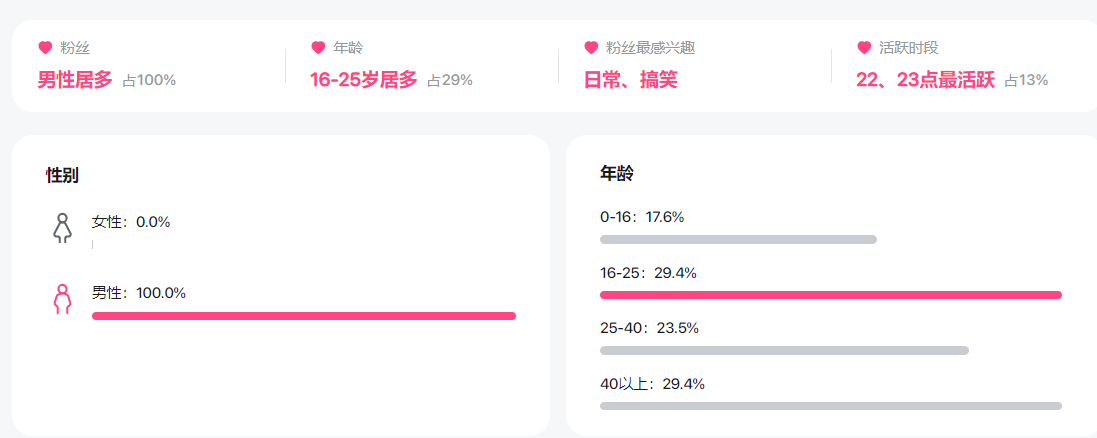 粉丝
男性居多 占100%
年龄
16-25岁居多 占29%
粉丝最感兴趣
日常、搞笑
活跃时段
22、23点最活跃 占13%
性别
女性：0.0%
男性：100.0%
年龄
0-16：17.6%
16-25：29.4%
25-40：23.5%
40以上：29.4%